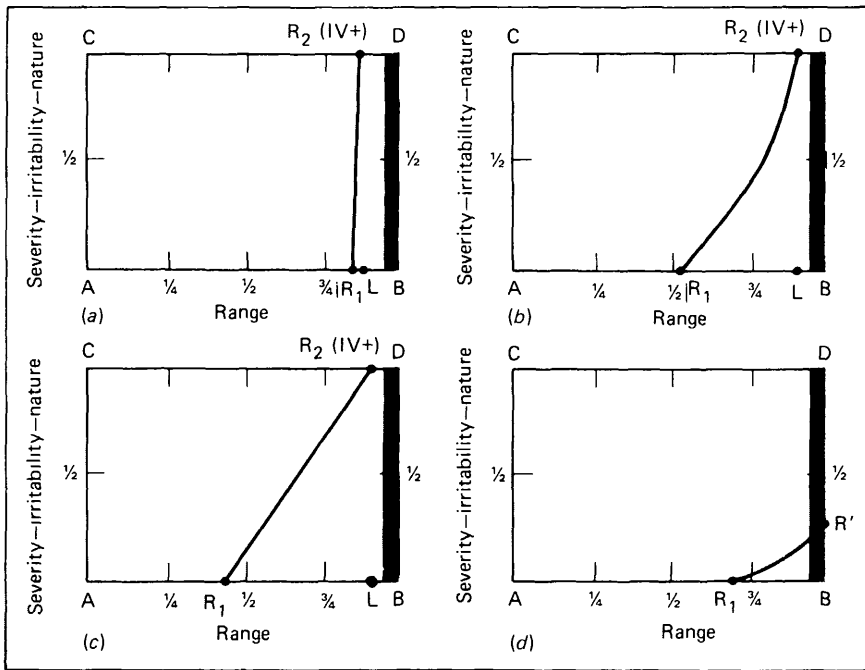 C R₂ (IV+) D
Severity—irritability—nature
½ ½
A ¼ ½ ¾ R₁ L B
(a) Range
C R₂ (IV+) D
Severity—irritability—nature
½
A ¼ ½ R₁ ¾ L B
(b) Range
C R₂ (IV+) D
Severity—irritability—nature
½ ½
A ¼ R₁ ½ ¾ L B
(c) Range
C D
Severity—irritability—nature
½ ½
R'
A ¼ ½ R₁ ¾ B
(d) Range